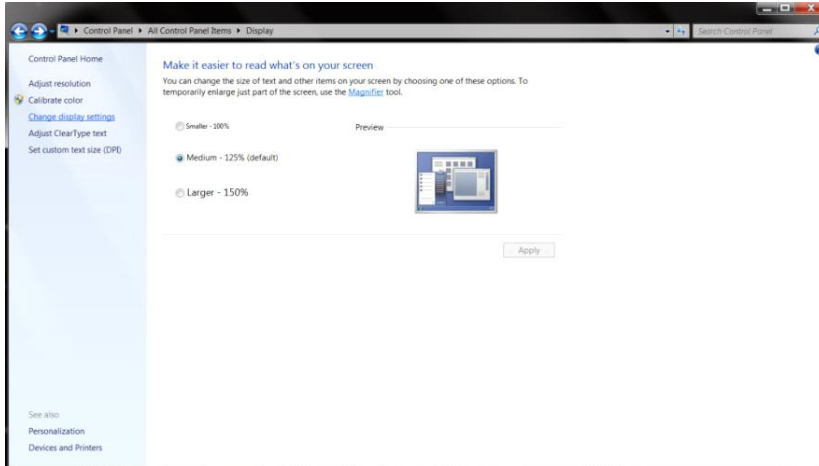 Control Panel ▸ All Control Panel Items ▸ Display
Search Control Panel
Control Panel Home
Adjust resolution
Calibrate color
Change display settings
Adjust ClearType text
Set custom text size (DPI)
Make it easier to read what's on your screen
You can change the size of text and other items on your screen by choosing one of these options. To
temporarily enlarge just part of the screen, use the Magnifier tool.
Smaller - 100%
Preview
Medium - 125% (default)
Larger - 150%
Apply
See also
Personalization
Devices and Printers